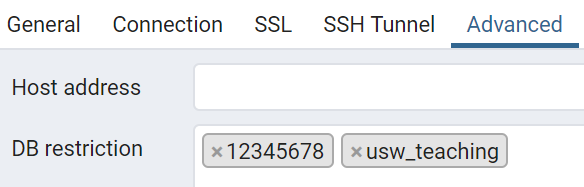 General Connection SSL SSH Tunnel Advanced
Host address
DB restriction × 12345678 × usw_teaching